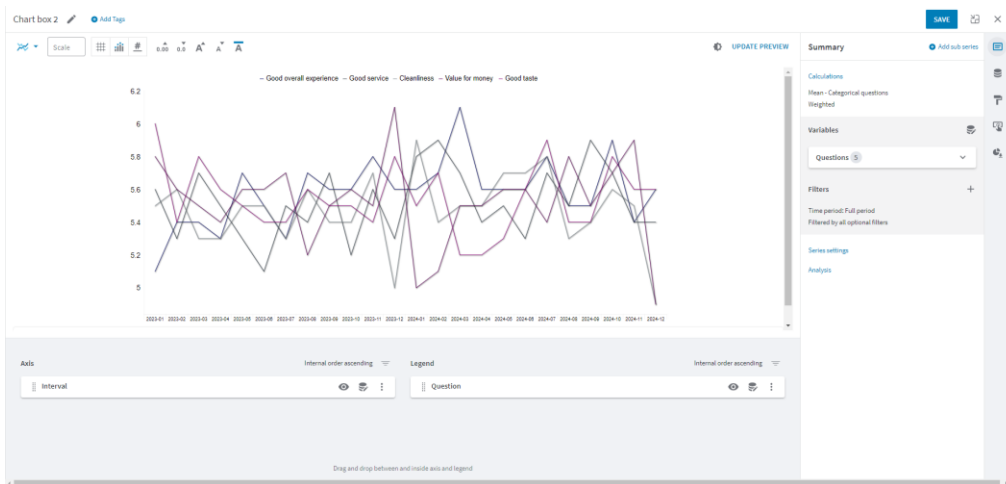 Chart box 2
Add Tags
SAVE
Scale
#
0.00 0.0 A A A
UPDATE PREVIEW
Summary
Add sub series
– Good overall experience – Good service – Cleanliness – Value for money – Good taste
6.2
6
5.8
5.6
5.4
5.2
5
2023-01 2023-02 2023-03 2023-04 2023-05 2023-06 2023-07 2023-08 2023-09 2023-10 2023-11 2023-12 2024-01 2024-02 2024-03 2024-04 2024-05 2024-06 2024-07 2024-08 2024-09 2024-10 2024-11 2024-12
Calculations
Mean - Categorical questions
Weighted
Variables
Questions 5
Filters
Time period: Full period
Filtered by all optional filters
Series settings
Analysis
Axis
Internal order ascending
Interval
Legend
Internal order ascending
Question
Drag and drop between and inside axis and legend